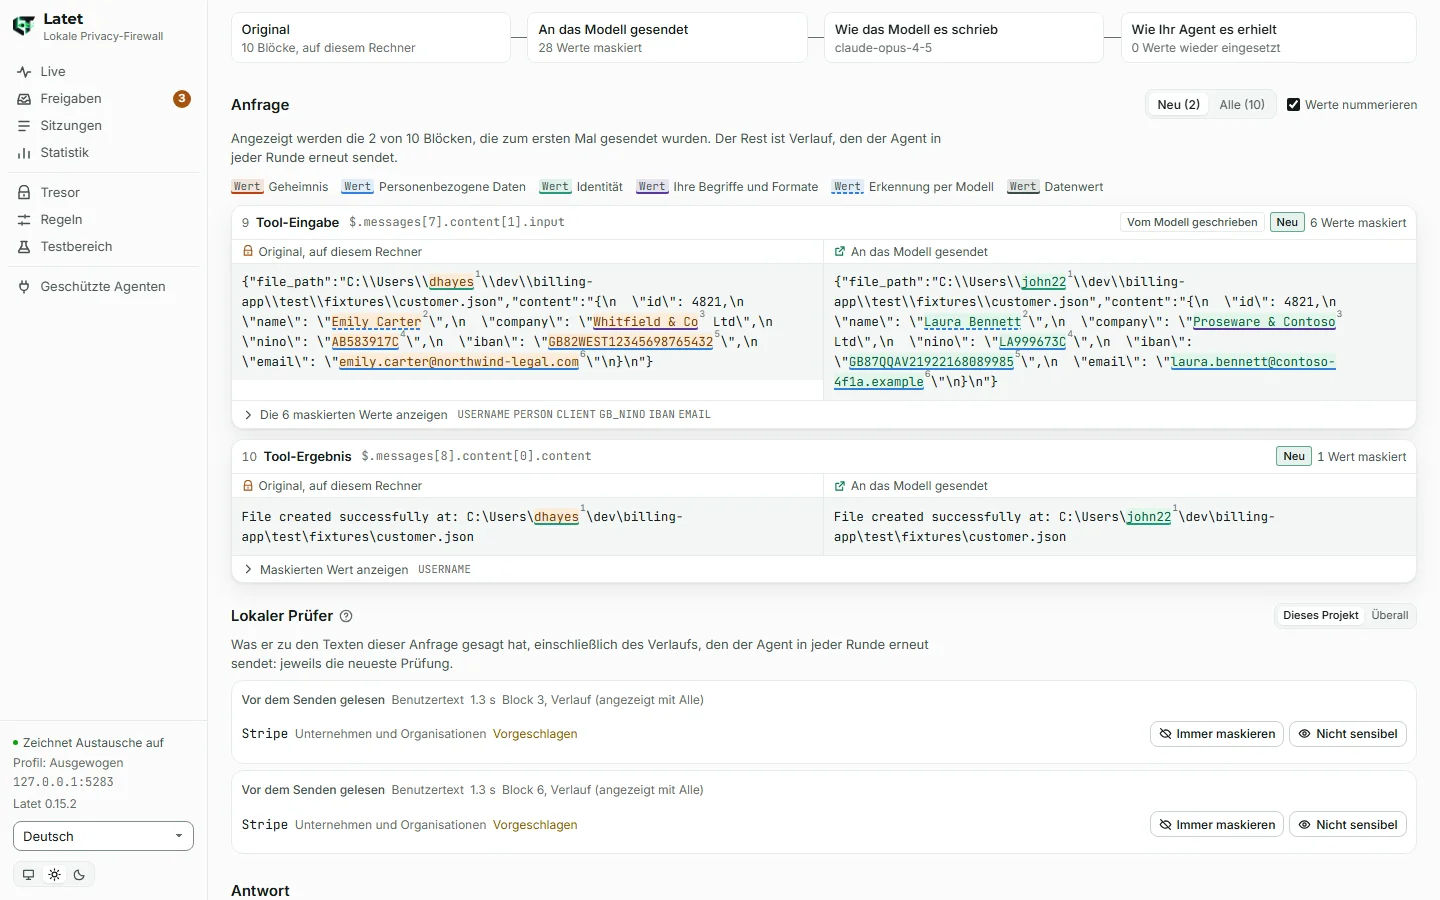 Latet
Lokale Privacy-Firewall
Live
Freigaben 3
Sitzungen
Statistik
Tresor
Regeln
Testbereich
Geschützte Agenten
Zeichnet Austausche auf
Profil: Ausgewogen
127.0.0.1:5283
Latet 0.15.2
Deutsch
Original
10 Blöcke, auf diesem Rechner
An das Modell gesendet
28 Werte maskiert
Wie das Modell es schrieb
claude-opus-4-5
Wie Ihr Agent es erhielt
0 Werte wieder eingesetzt
Anfrage
Neu (2) Alle (10) Werte nummerieren
Angezeigt werden die 2 von 10 Blöcken, die zum ersten Mal gesendet wurden. Der Rest ist Verlauf, den der Agent in
jeder Runde erneut sendet.
Wert Geheimnis Wert Personenbezogene Daten Wert Identität Wert Ihre Begriffe und Formate Wert Erkennung per Modell Wert Datenwert
9 Tool-Eingabe $.messages[7].content[1].input Vom Modell geschrieben Neu 6 Werte maskiert
Original, auf diesem Rechner
{"file_path":"C:\\Users\\dhayes1\\dev\\billing-
app\\test\\fixtures\\customer.json","content":"{\n  \"id\": 4821,\n
\"name\": \"Emily Carter2\",\n  \"company\": \"Whitfield & Co3 Ltd\",\n
\"nino\": \"AB583917C4\",\n  \"iban\": \"GB82WEST123456987654325\",\n
\"email\": \"emily.carter@northwind-legal.com6\"\n}\n"}
An das Modell gesendet
{"file_path":"C:\\Users\\john221\\dev\\billing-
app\\test\\fixtures\\customer.json","content":"{\n  \"id\": 4821,\n
\"name\": \"Laura Bennett2\",\n  \"company\": \"Proseware & Contoso3
Ltd\",\n  \"nino\": \"LA999673C4\",\n  \"iban\":
\"GB87QQAV219221680899855\",\n  \"email\": \"laura.bennett@contoso-
4f1a.example6\"\n}\n"}
Die 6 maskierten Werte anzeigen USERNAME PERSON CLIENT GB_NINO IBAN EMAIL
10 Tool-Ergebnis $.messages[8].content[0].content Neu 1 Wert maskiert
Original, auf diesem Rechner
File created successfully at: C:\Users\dhayes1\dev\billing-
app\test\fixtures\customer.json
An das Modell gesendet
File created successfully at: C:\Users\john221\dev\billing-
app\test\fixtures\customer.json
Maskierten Wert anzeigen USERNAME
Lokaler Prüfer ?
Dieses Projekt Überall
Was er zu den Texten dieser Anfrage gesagt hat, einschließlich des Verlaufs, den der Agent in jeder Runde erneut
sendet: jeweils die neueste Prüfung.
Vor dem Senden gelesen Benutzertext 1.3 s Block 3, Verlauf (angezeigt mit Alle)
Stripe Unternehmen und Organisationen Vorgeschlagen Immer maskieren Nicht sensibel
Vor dem Senden gelesen Benutzertext 1.3 s Block 6, Verlauf (angezeigt mit Alle)
Stripe Unternehmen und Organisationen Vorgeschlagen Immer maskieren Nicht sensibel
Antwort